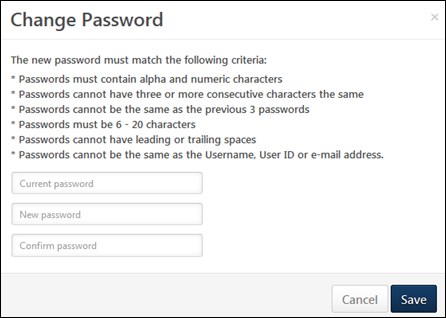 Change Password
×
The new password must match the following criteria:
* Passwords must contain alpha and numeric characters
* Passwords cannot have three or more consecutive characters the same
* Passwords cannot be the same as the previous 3 passwords
* Passwords must be 6 - 20 characters
* Passwords cannot have leading or trailing spaces
* Passwords cannot be the same as the Username, User ID or e-mail address.
Current password
New password
Confirm password
Cancel
Save